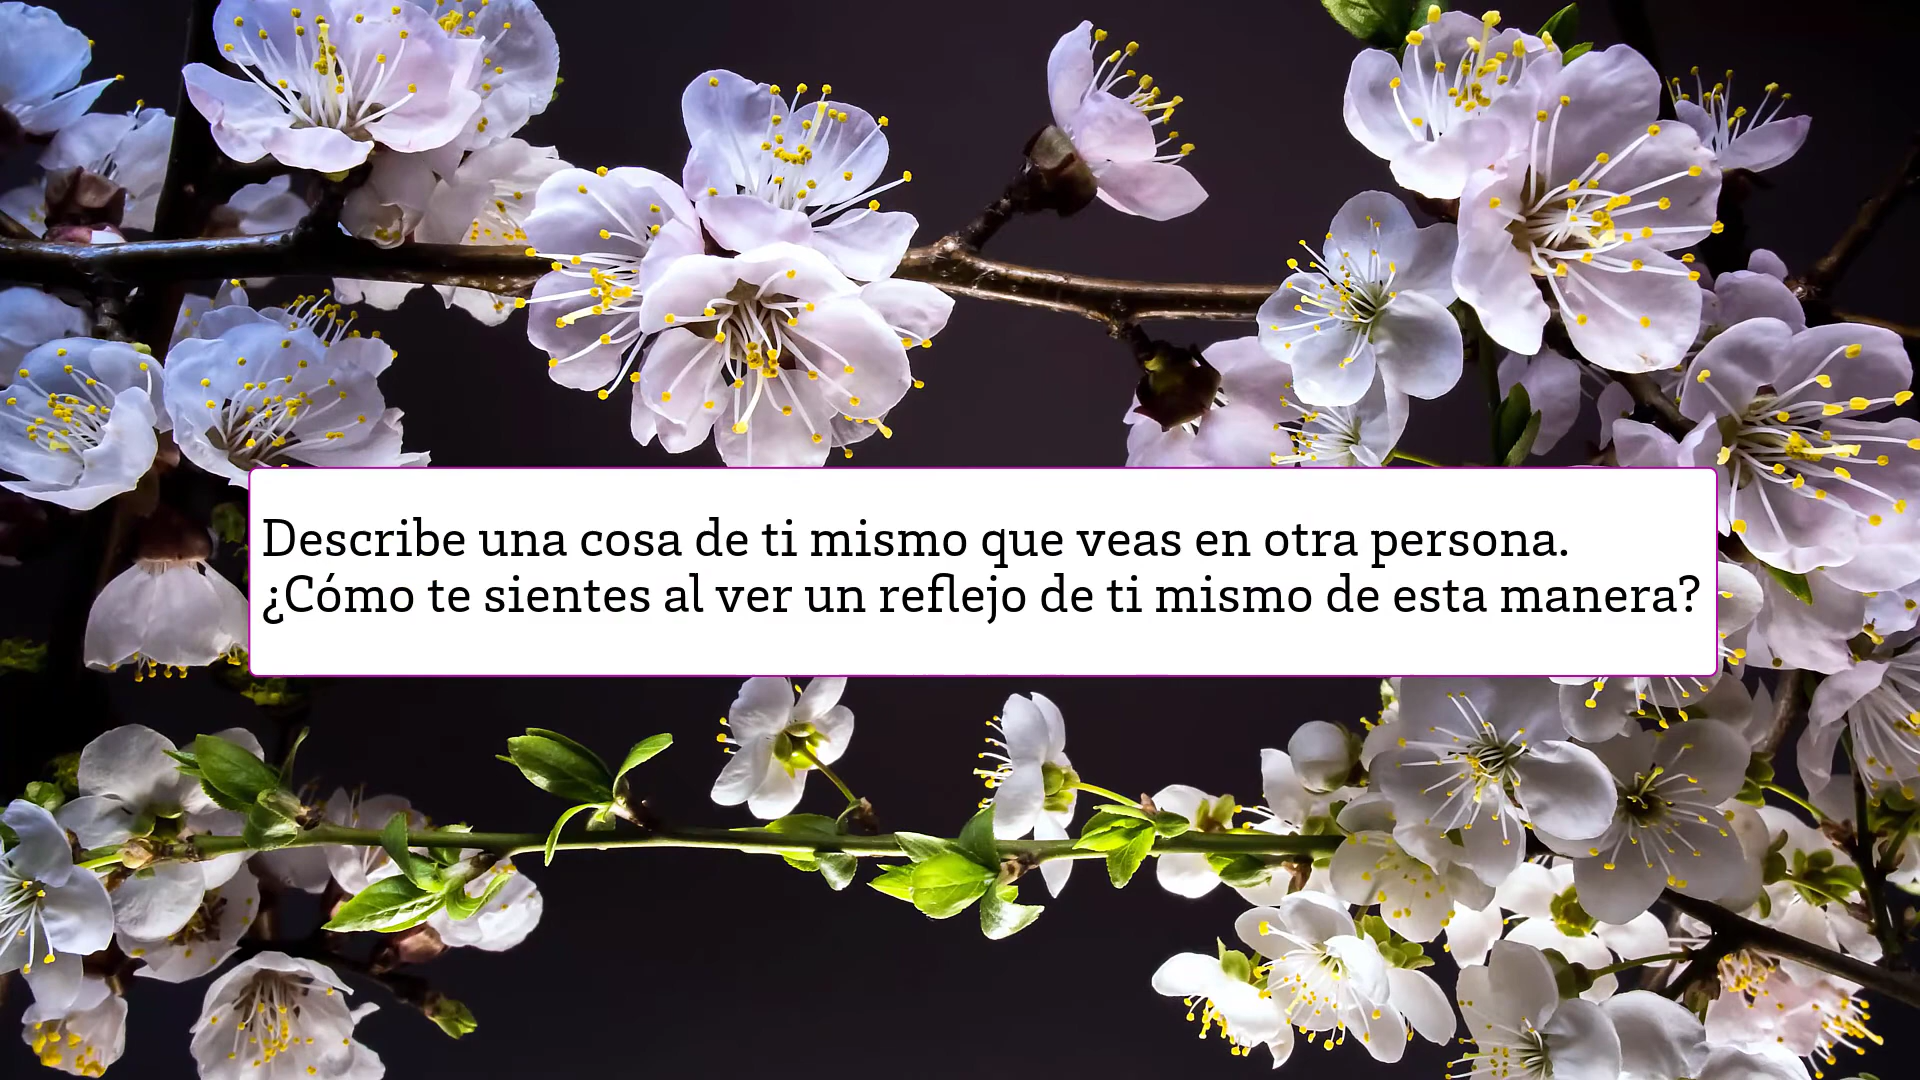 Describe una cosa de ti mismo que veas en otra persona.
¿Cómo te sientes al ver un reflejo de ti mismo de esta manera?